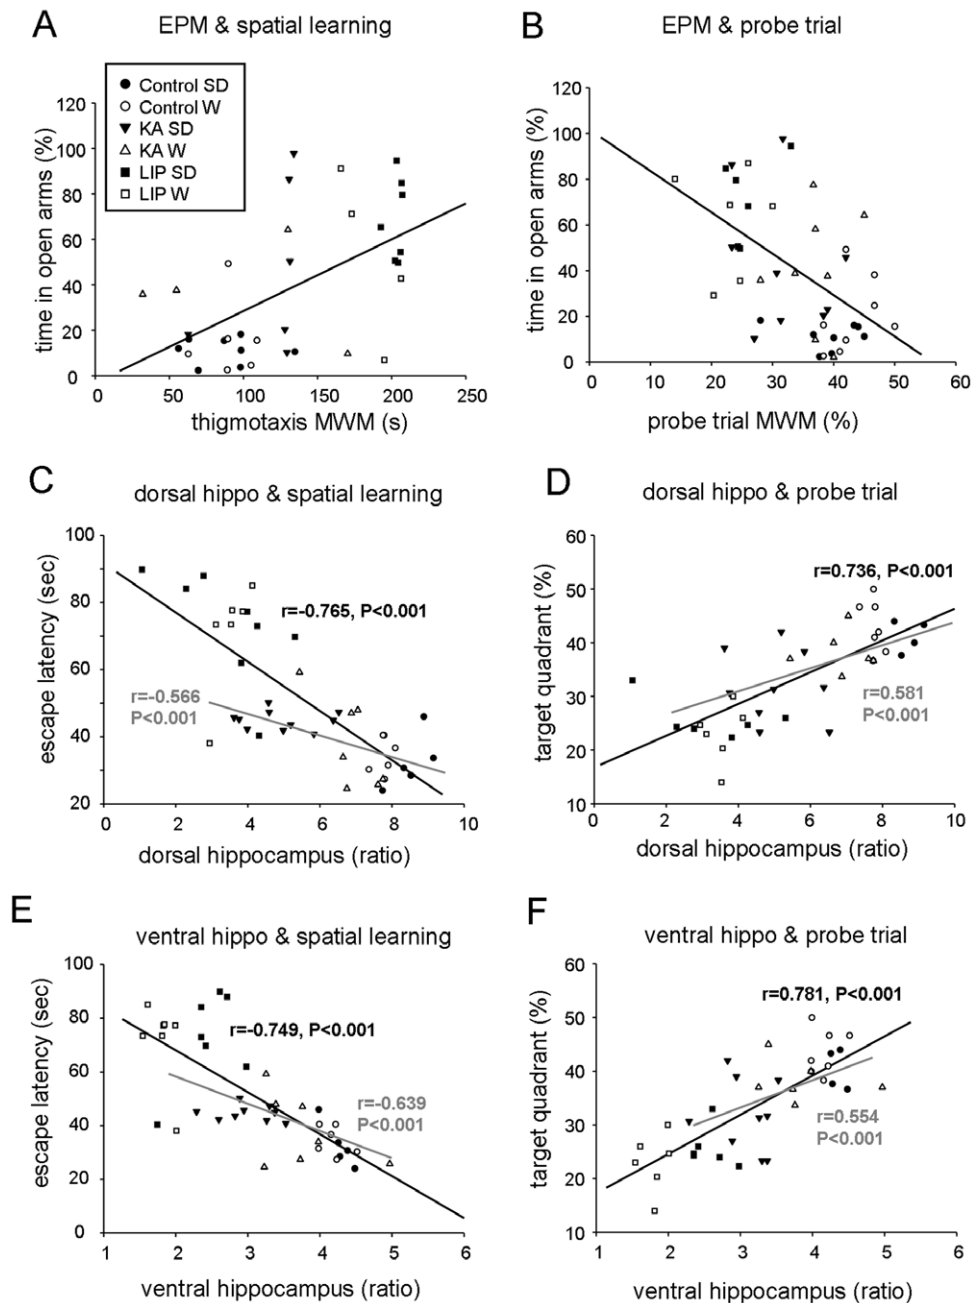 A
EPM & spatial learning
Control SD
Control W
KA SD
KA W
LIP SD
LIP W
time in open arms (%)
120
100
80
60
40
20
0
0 50 100 150 200 250
thigmotaxis MWM (s)
B
EPM & probe trial
time in open arms (%)
120
100
80
60
40
20
0
0 10 20 30 40 50 60
probe trial MWM (%)
C
dorsal hippo & spatial learning
escape latency (sec)
100
80
60
40
20
r=-0.765, P<0.001
r=-0.566
P<0.001
0 2 4 6 8 10
dorsal hippocampus (ratio)
D
dorsal hippo & probe trial
target quadrant (%)
60
50
40
30
20
10
r=0.736, P<0.001
r=0.581
P<0.001
0 2 4 6 8 10
dorsal hippocampus (ratio)
E
ventral hippo & spatial learning
escape latency (sec)
100
80
60
40
20
0
r=-0.749, P<0.001
r=-0.639
P<0.001
1 2 3 4 5 6
ventral hippocampus (ratio)
F
ventral hippo & probe trial
target quadrant (%)
60
50
40
30
20
10
r=0.781, P<0.001
r=0.554
P<0.001
1 2 3 4 5 6
ventral hippocampus (ratio)